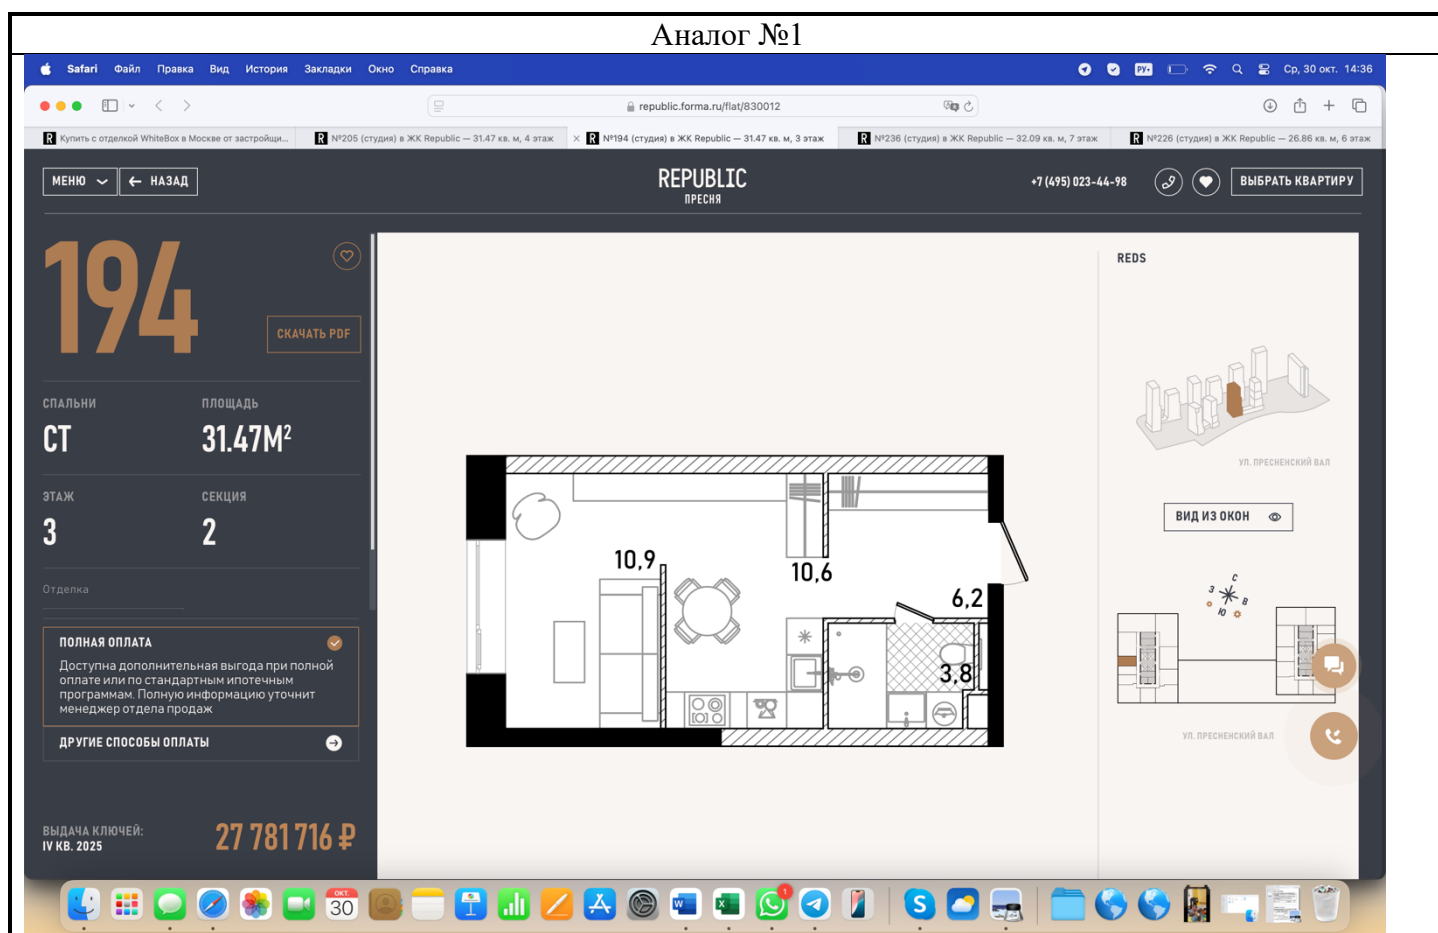 Аналог №1
Safari Файл Правка Вид История Закладки Окно Справка
РУ- Ср, 30 окт. 14:36
republic.forma.ru/flat/830012
Купить с отделкой WhiteBox в Москве от застройщи...
№205 (студия) в ЖК Republic — 31.47 кв. м, 4 этаж
№194 (студия) в ЖК Republic — 31.47 кв. м, 3 этаж
№236 (студия) в ЖК Republic — 32.09 кв. м, 7 этаж
№226 (студия) в ЖК Republic — 26.86 кв. м, 6 этаж
МЕНЮ
НАЗАД
REPUBLIC
ПРЕСНЯ
+7 (495) 023-44-98
ВЫБРАТЬ КВАРТИРУ
194
СКАЧАТЬ PDF
СПАЛЬНИ ПЛОЩАДЬ
СТ 31.47М²
ЭТАЖ СЕКЦИЯ
3 2
Отделка
ПОЛНАЯ ОПЛАТА
Доступна дополнительная выгода при полной
оплате или по стандартным ипотечным
программам. Полную информацию уточнит
менеджер отдела продаж
ДРУГИЕ СПОСОБЫ ОПЛАТЫ
ВЫДАЧА КЛЮЧЕЙ:
IV КВ. 2025
27 781 716 ₽
10,9
10,6
6,2
3,8
REDS
УЛ. ПРЕСНЕНСКИЙ ВАЛ
ВИД ИЗ ОКОН
С
З
В
Ю
УЛ. ПРЕСНЕНСКИЙ ВАЛ
ОКТ.
30
1